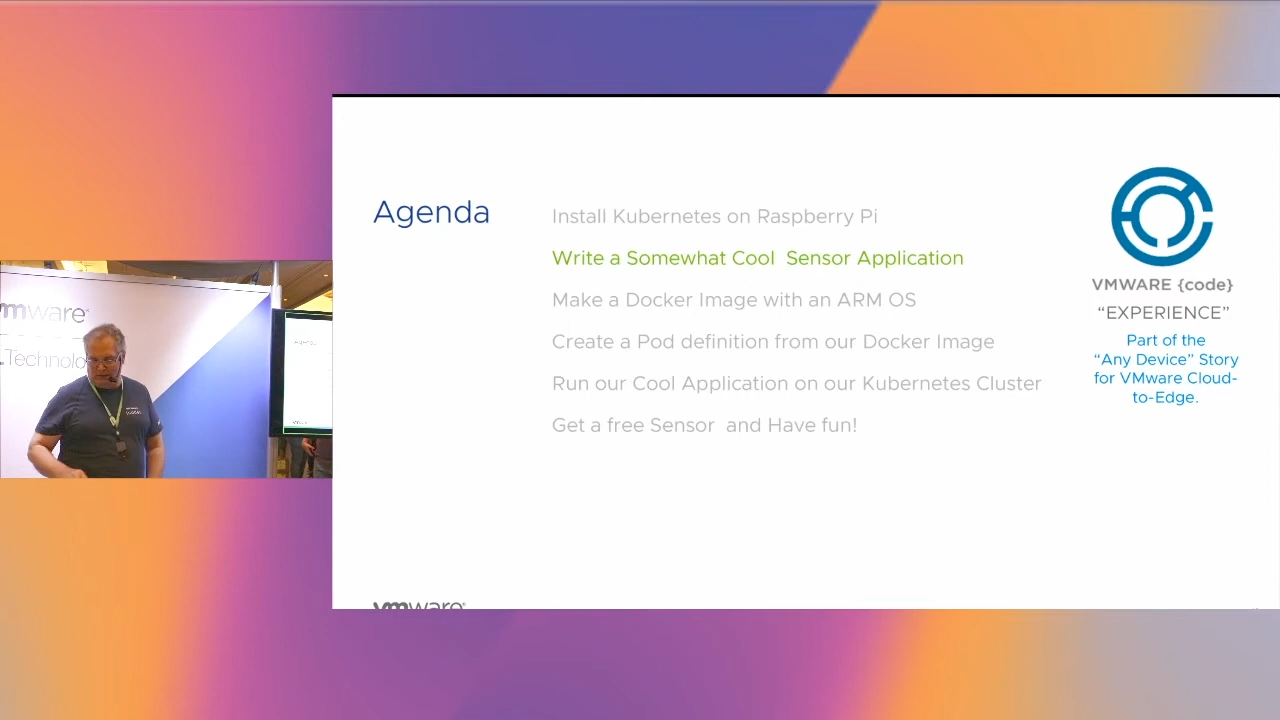 Agenda
Install Kubernetes on Raspberry Pi
Write a Somewhat Cool  Sensor Application
Make a Docker Image with an ARM OS
Create a Pod definition from our Docker Image
Run our Cool Application on our Kubernetes Cluster
Get a free Sensor  and Have fun!
VMWARE {code}
“EXPERIENCE”
Part of the
“Any Device” Story
for VMware Cloud-
to-Edge.
vmware®
vmware®
Technolo